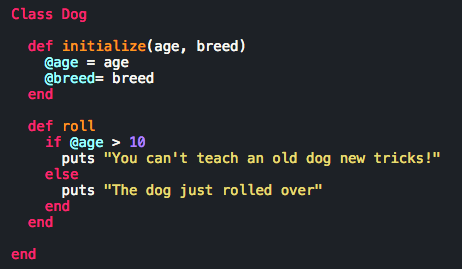 Class Dog
def initialize(age, breed)
@age = age
@breed= breed
end
def roll
if @age > 10
puts "You can't teach an old dog new tricks!"
else
puts "The dog just rolled over"
end
end
end